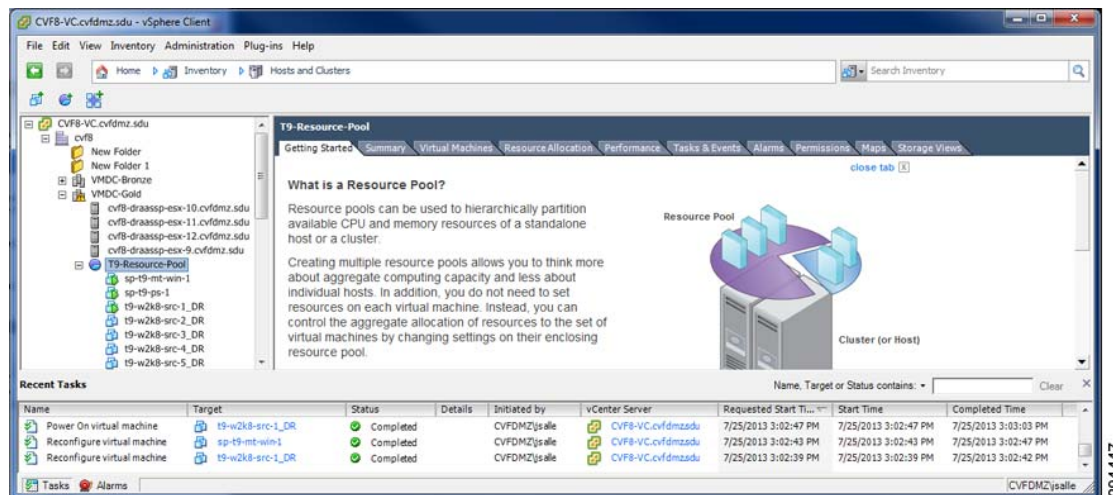 CVF8-VC.cvfdmz.sdu - vSphere Client
File Edit View Inventory Administration Plug-ins Help
Home Inventory Hosts and Clusters
Search Inventory
CVF8-VC.cvfdmz.sdu
cvf8
New Folder
New Folder 1
VMDC-Bronze
VMDC-Gold
cvf8-draassp-esx-10.cvfdmz.sdu
cvf8-draassp-esx-11.cvfdmz.sdu
cvf8-draassp-esx-12.cvfdmz.sdu
cvf8-draassp-esx-9.cvfdmz.sdu
T9-Resource-Pool
sp-t9-mt-win-1
sp-t9-ps-1
t9-w2k8-src-1_DR
t9-w2k8-src-2_DR
t9-w2k8-src-3_DR
t9-w2k8-src-4_DR
t9-w2k8-src-5_DR
T9-Resource-Pool
Getting Started Summary Virtual Machines Resource Allocation Performance Tasks & Events Alarms Permissions Maps Storage Views
close tab X
What is a Resource Pool?
Resource pools can be used to hierarchically partition
available CPU and memory resources of a standalone
host or a cluster.
Creating multiple resource pools allows you to think more
about aggregate computing capacity and less about
individual hosts. In addition, you do not need to set
resources on each virtual machine. Instead, you can
control the aggregate allocation of resources to the set of
virtual machines by changing settings on their enclosing
resource pool.
Resource Pool
Cluster (or Host)
Recent Tasks
Name, Target or Status contains: Clear
Name Target Status Details Initiated by vCenter Server Requested Start Ti... Start Time Completed Time
Power On virtual machine t9-w2k8-src-1_DR Completed CVFDMZ\jsalle CVF8-VC.cvfdmz.sdu 7/25/2013 3:02:47 PM 7/25/2013 3:02:47 PM 7/25/2013 3:03:03 PM
Reconfigure virtual machine sp-t9-mt-win-1 Completed CVFDMZ\jsalle CVF8-VC.cvfdmz.sdu 7/25/2013 3:02:43 PM 7/25/2013 3:02:43 PM 7/25/2013 3:02:47 PM
Reconfigure virtual machine t9-w2k8-src-1_DR Completed CVFDMZ\jsalle CVF8-VC.cvfdmz.sdu 7/25/2013 3:02:39 PM 7/25/2013 3:02:39 PM 7/25/2013 3:02:42 PM
Tasks Alarms
CVFDMZ\jsalle